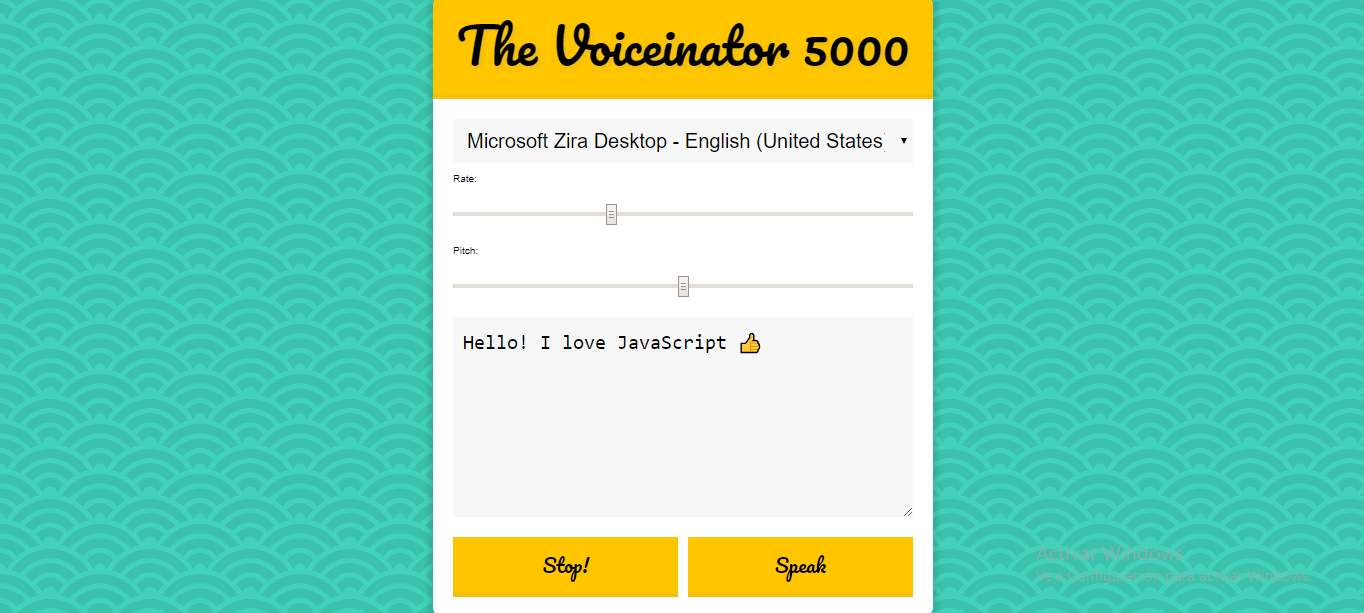 The Voiceinator 5000
Microsoft Zira Desktop - English (United States)
Rate:
Pitch:
Hello! I love JavaScript 👍
Stop!
Speak
Activar Windows
Ve a Configuración para activar Windows.